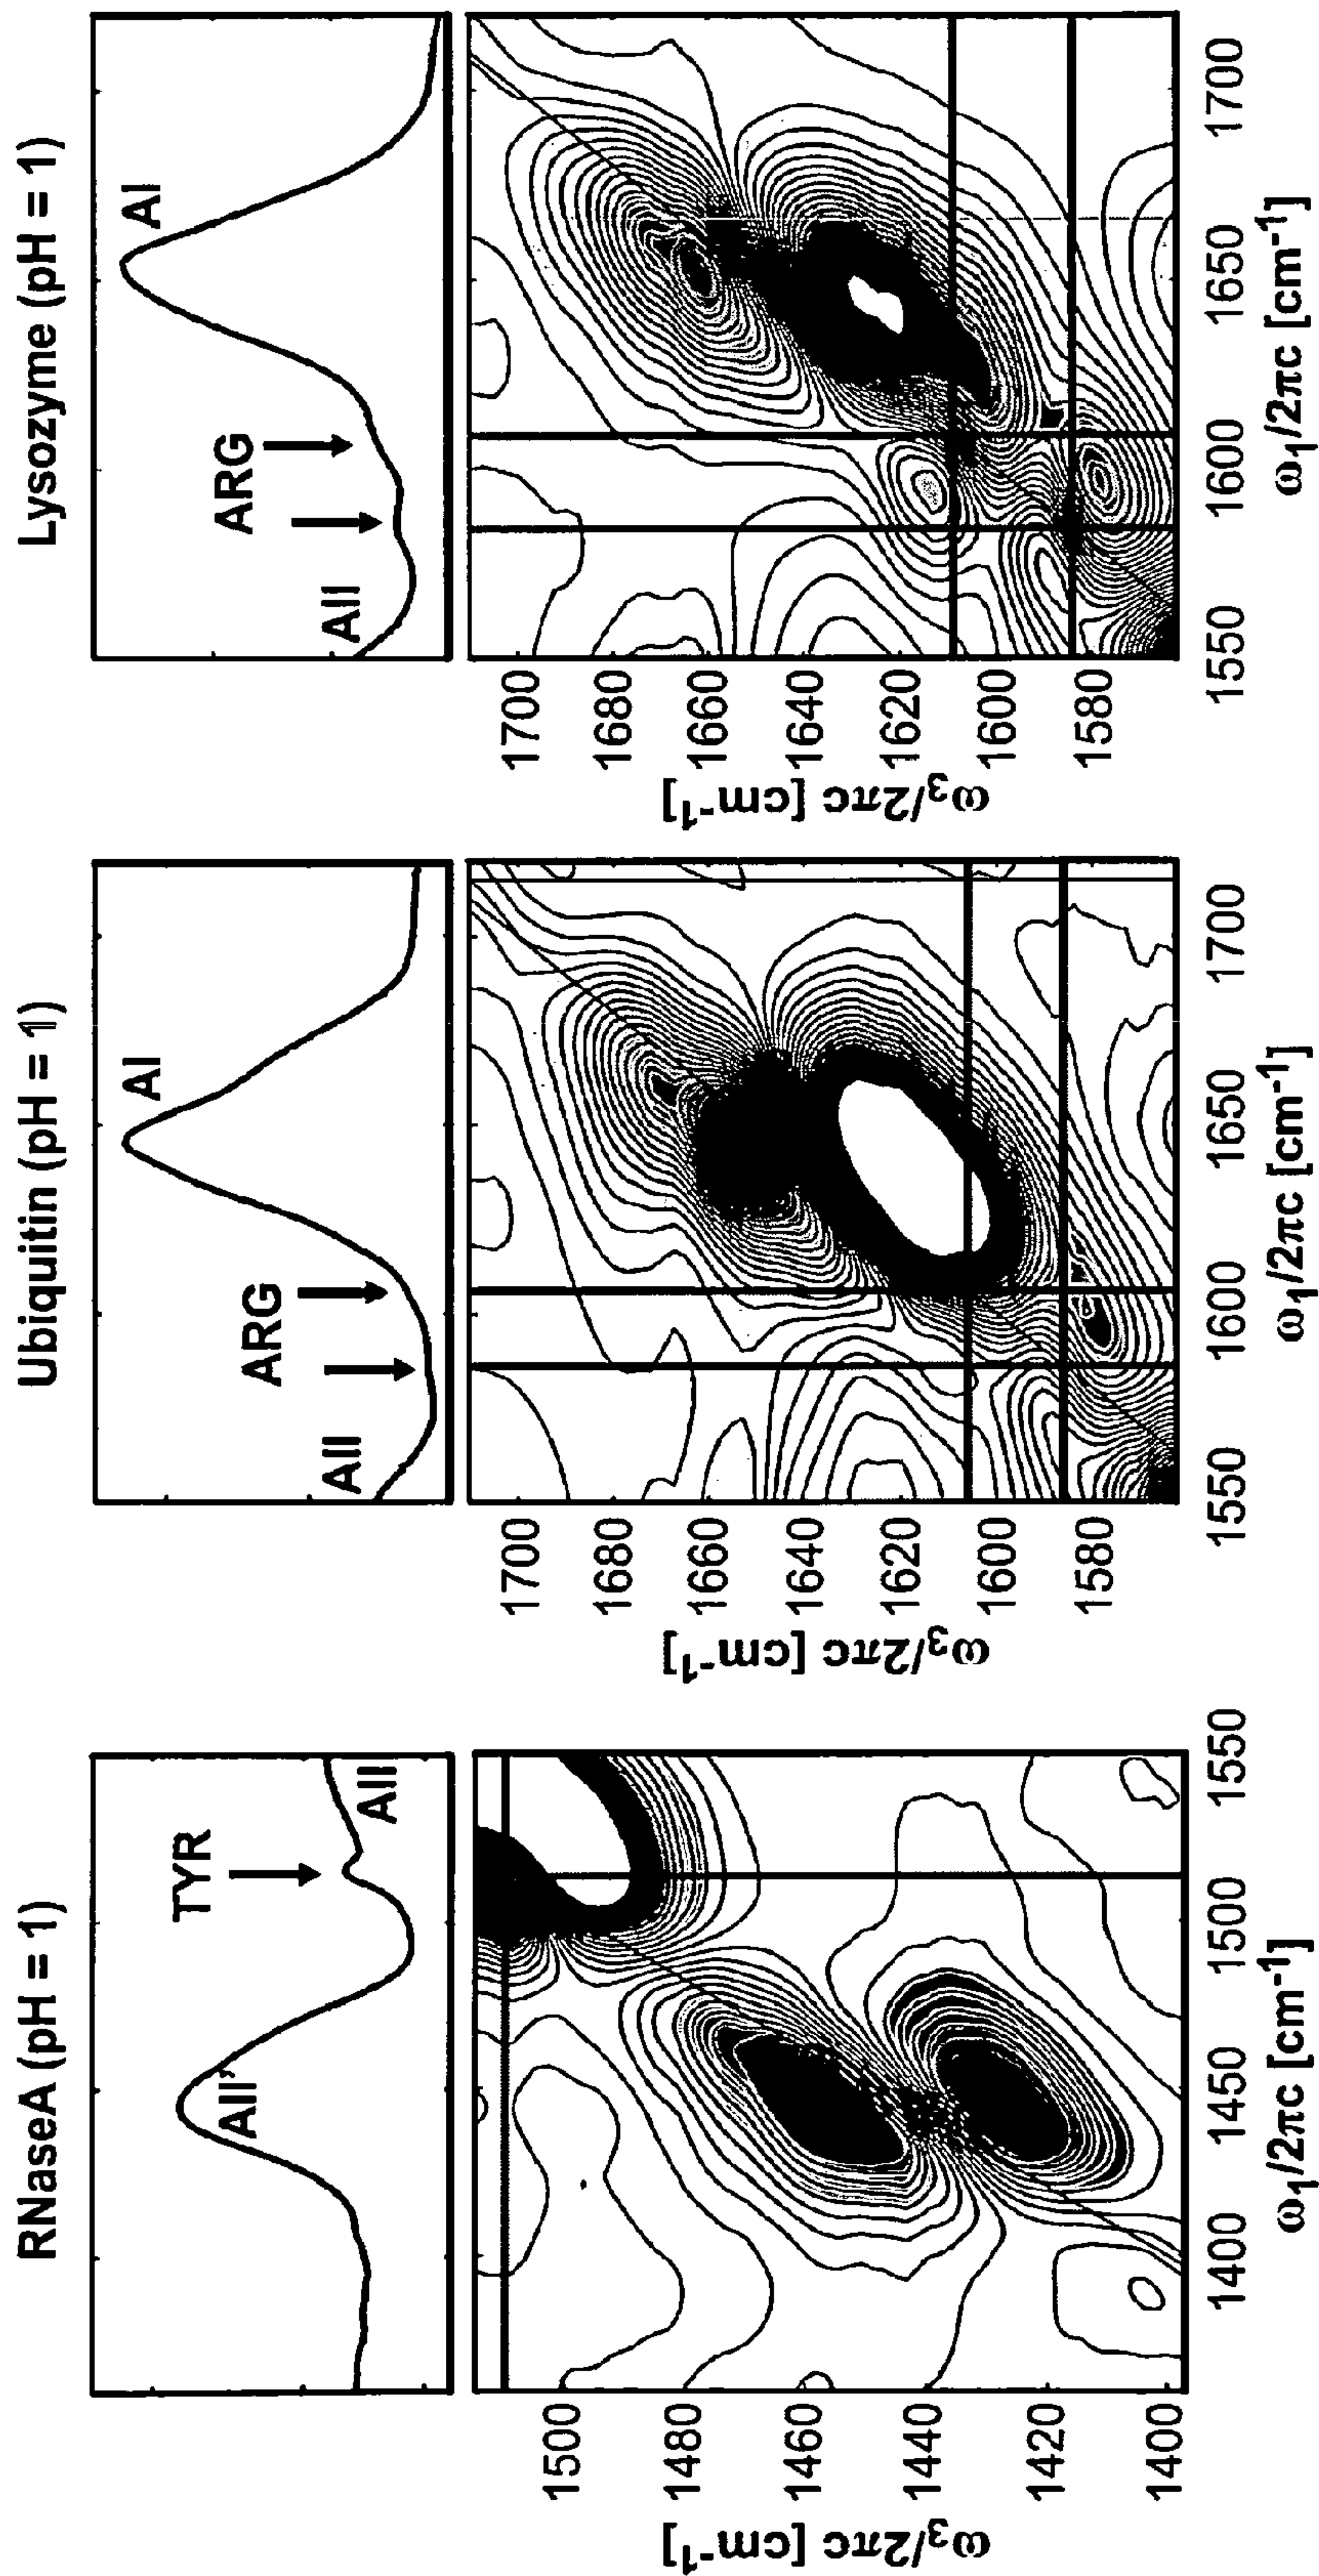 RNaseA (pH = 1)
AII'
TYR
AII
1500
1480
1460
1440
1420
1400
ω3/2πc [cm-1]
1400
1450
1500
1550
ω1/2πc [cm-1]
Ubiquitin (pH = 1)
AII
ARG
AI
1700
1680
1660
1640
1620
1600
1580
ω3/2πc [cm-1]
1550
1600
1650
1700
ω1/2πc [cm-1]
Lysozyme (pH = 1)
AII
ARG
AI
1700
1680
1660
1640
1620
1600
1580
ω3/2πc [cm-1]
1550
1600
1650
1700
ω1/2πc [cm-1]